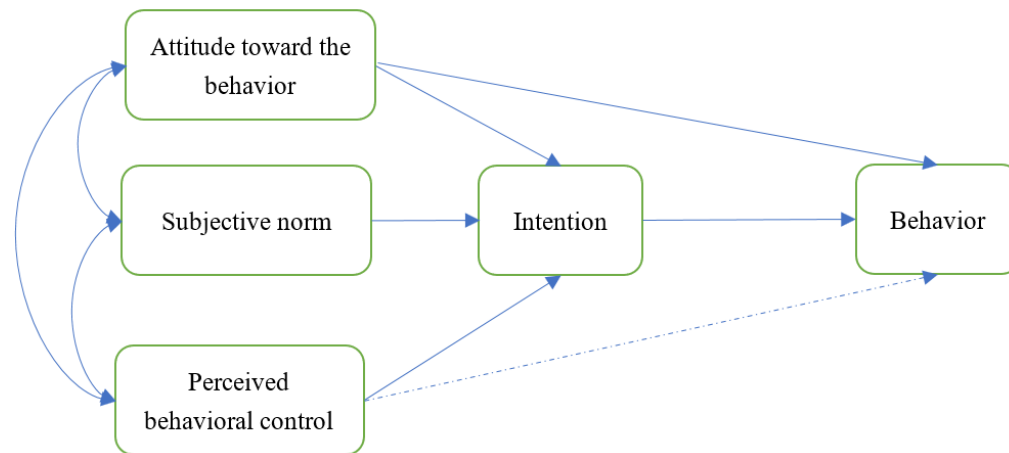 Attitude toward the
behavior
Subjective norm
Intention
Behavior
Perceived
behavioral control